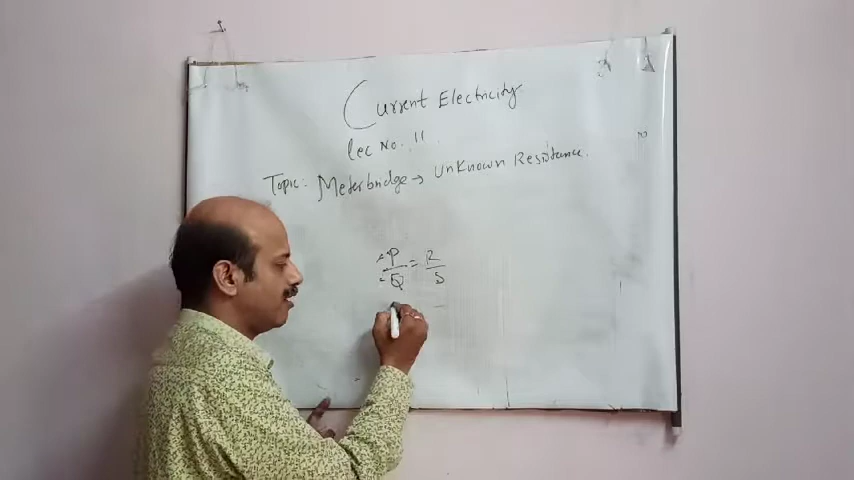 Current Electricity
Lec No. 11
Topic: Meterbridge → UnKnown Resistance.
P/Q = R/S